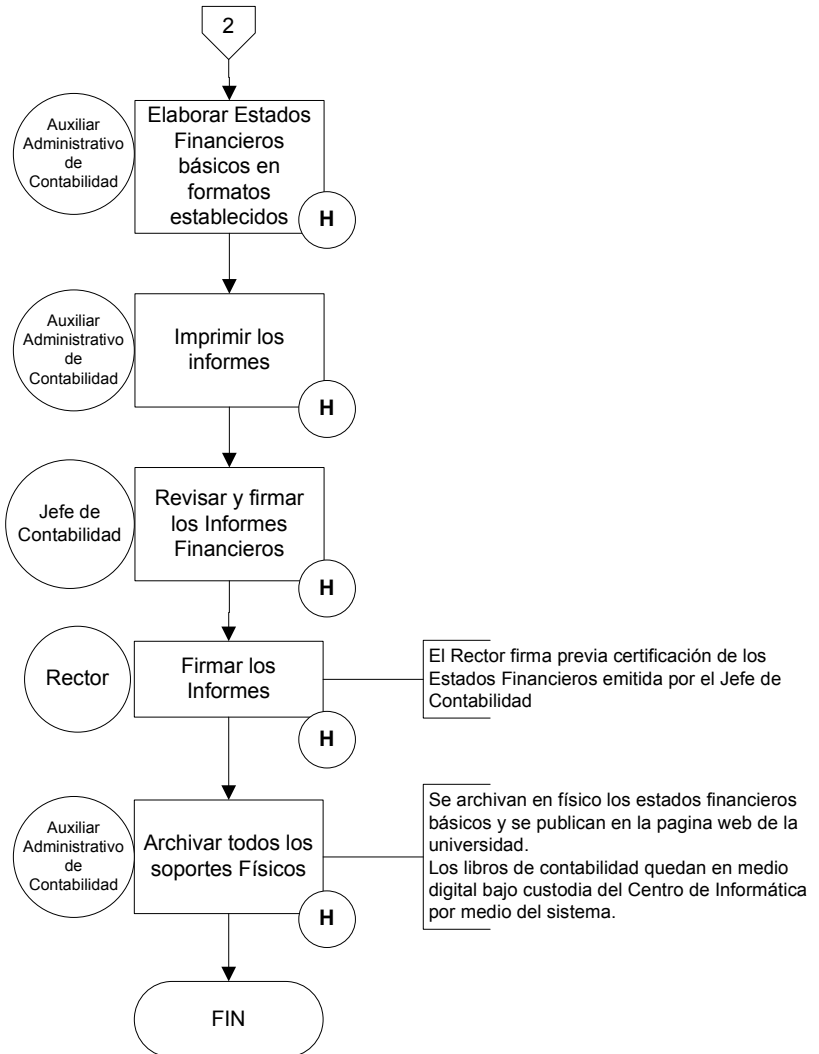 2
Auxiliar
Administrativo
de
Contabilidad
Elaborar Estados
Financieros
básicos en
formatos
establecidos
H
Auxiliar
Administrativo
de
Contabilidad
Imprimir los
informes
H
Jefe de
Contabilidad
Revisar y firmar
los Informes
Financieros
H
Rector
Firmar los
Informes
H
El Rector firma previa certificación de los
Estados Financieros emitida por el Jefe de
Contabilidad
Auxiliar
Administrativo
de
Contabilidad
Archivar todos los
soportes Físicos
H
Se archivan en físico los estados financieros
básicos y se publican en la pagina web de la
universidad.
Los libros de contabilidad quedan en medio
digital bajo custodia del Centro de Informática
por medio del sistema.
FIN